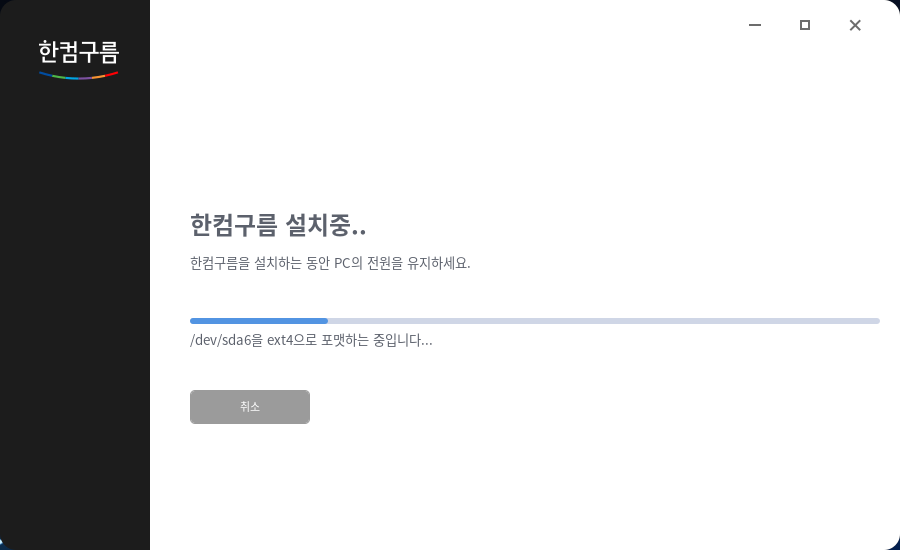 한컴구름
한컴구름 설치중..
한컴구름을 설치하는 동안 PC의 전원을 유지하세요.
/dev/sda6을 ext4으로 포맷하는 중입니다...
취소